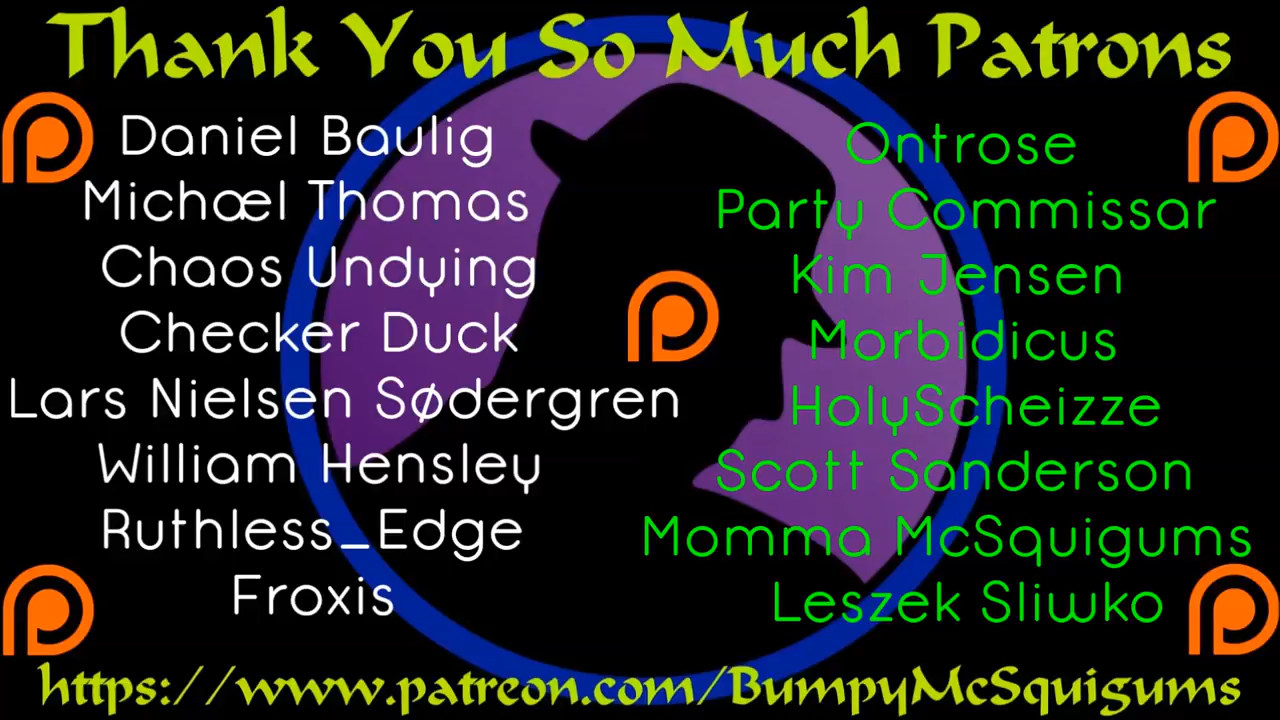 Thank You So Much Patrons
Daniel Baulig
Michæl Thomas
Chaos Undying
Checker Duck
Lars Nielsen Sødergren
William Hensley
Ruthless_Edge
Froxis
Ontrose
Party Commissar
Kim Jensen
Morbidicus
HolyScheizze
Scott Sanderson
Momma McSquigums
Leszek Sliwko
https://www.patreon.com/BumpyMcSquigums